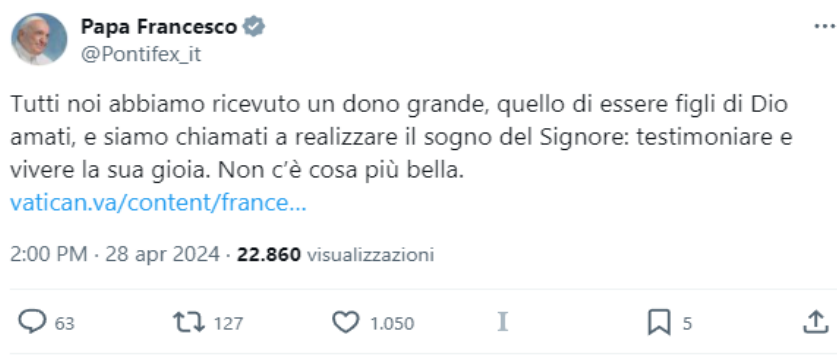 Papa Francesco
@Pontifex_it
Tutti noi abbiamo ricevuto un dono grande, quello di essere figli di Dio
amati, e siamo chiamati a realizzare il sogno del Signore: testimoniare e
vivere la sua gioia. Non c'è cosa più bella.
vatican.va/content/france...
2:00 PM · 28 apr 2024 · 22.860 visualizzazioni
63 127 1.050 5